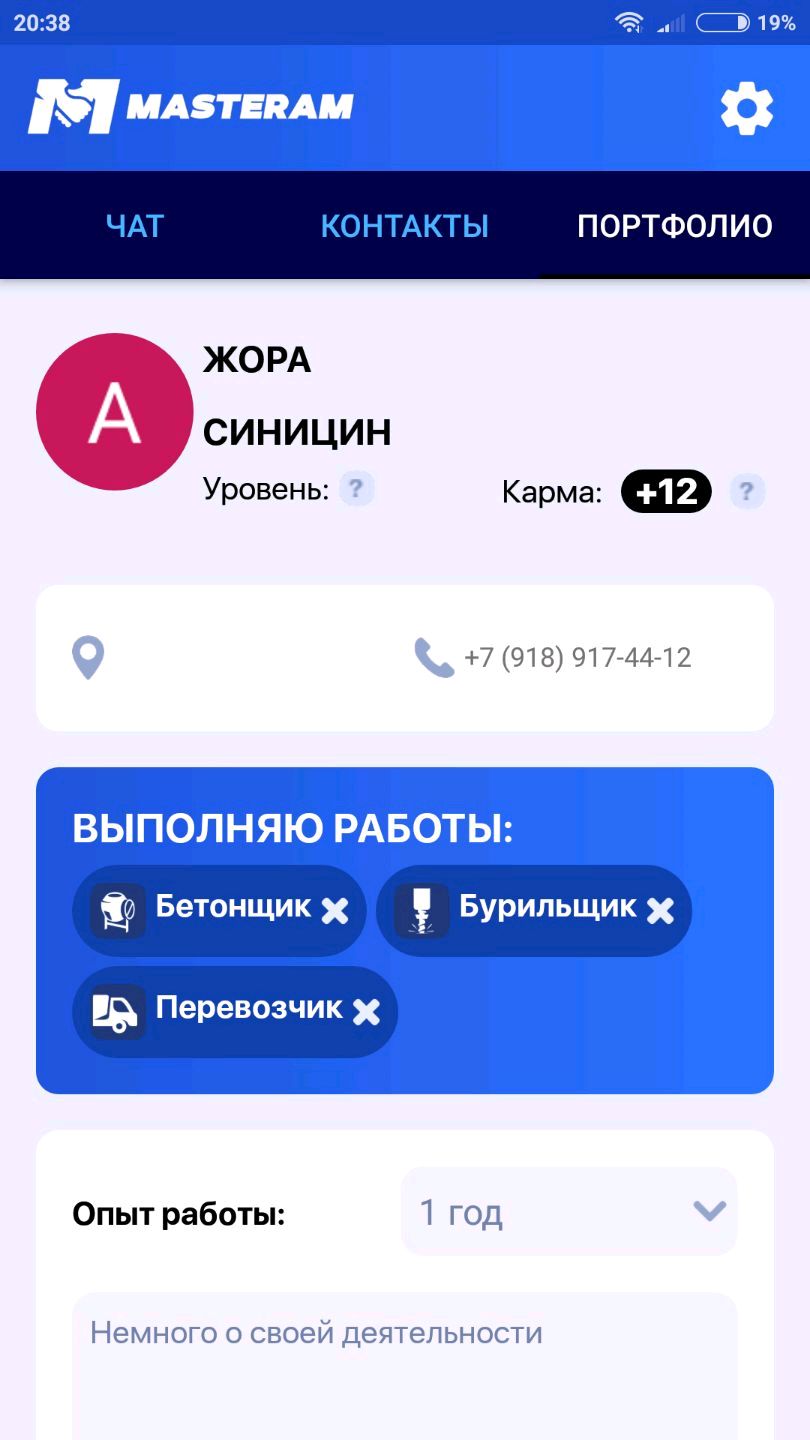 20:38 19%
MASTERAM
ЧАТ КОНТАКТЫ ПОРТФОЛИО
A
ЖОРА
СИНИЦИН
Уровень: ? Карма: +12 ?
+7 (918) 917-44-12
ВЫПОЛНЯЮ РАБОТЫ:
Бетонщик Бурильщик
Перевозчик
Опыт работы: 1 год
Немного о своей деятельности